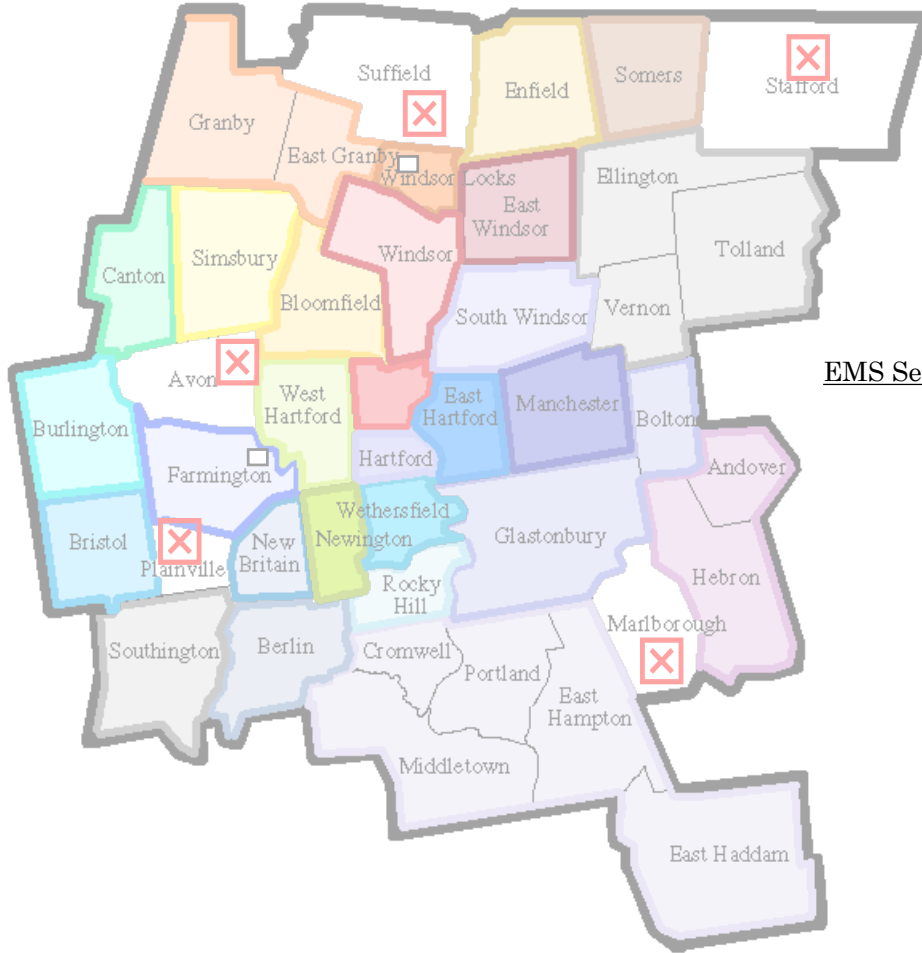 Suffield
Enfield
Somers
Stafford
Granby
East Granby
Windsor Locks
Ellington
East
Windsor
Tolland
Canton
Simsbury
Windsor
Bloomfield
Vernon
South Windsor
EMS Se
Avon
West
Hartford
East
Hartford
Manchester
Bolton
Burlington
Hartford
Andover
Farmington
Wethersfield
Glastonbury
Bristol
Plainville
New
Britain
Newington
Rocky
Hill
Hebron
Marlborough
Southington
Berlin
Cromwell
Portland
East
Hampton
Middletown
East Haddam